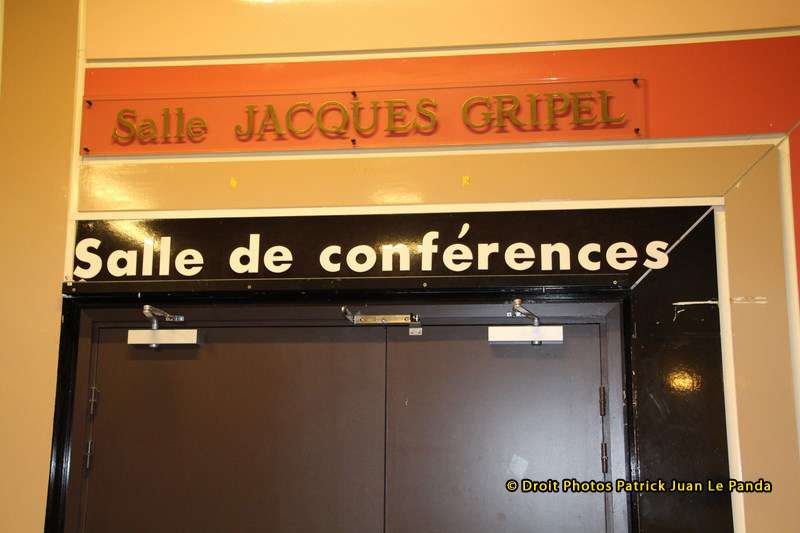 Salle JACQUES GRIPEL
Salle de conférences
© Droit Photos Patrick Juan Le Panda